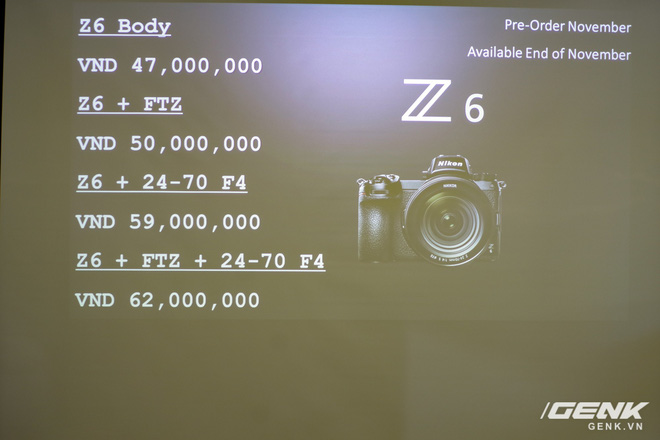 Z6 Body
VND 47,000,000
Z6 + FTZ
VND 50,000,000
Z6 + 24-70 F4
VND 59,000,000
Z6 + FTZ + 24-70 F4
VND 62,000,000
Pre-Order November
Available End of November
Z 6
Nikon
NIKKOR
GENK
GENK.VN